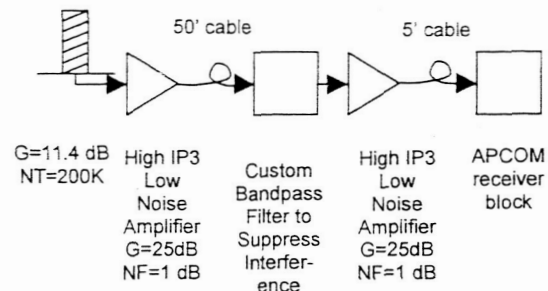 50' cable
5' cable
G=11.4 dB
NT=200K
High IP3
Low
Noise
Amplifier
G=25dB
NF=1 dB
Custom
Bandpass
Filter to
Suppress
Interfer-
ence
High IP3
Low
Noise
Amplifier
G=25dB
NF=1 dB
APCOM
receiver
block